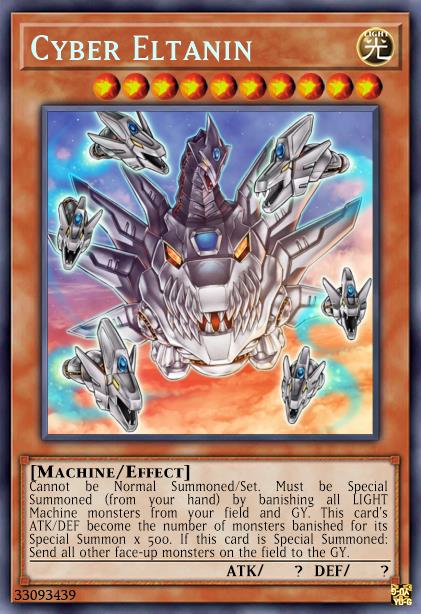 CYBER ELTANIN
LIGHT
光
[MACHINE/EFFECT]
Cannot be Normal Summoned/Set. Must be Special
Summoned (from your hand) by banishing all LIGHT
Machine monsters from your field and GY. This card's
ATK/DEF become the number of monsters banished for its
Special Summon x 500. If this card is Special Summoned:
Send all other face-up monsters on the field to the GY.
ATK/ ? DEF/ ?
33093439